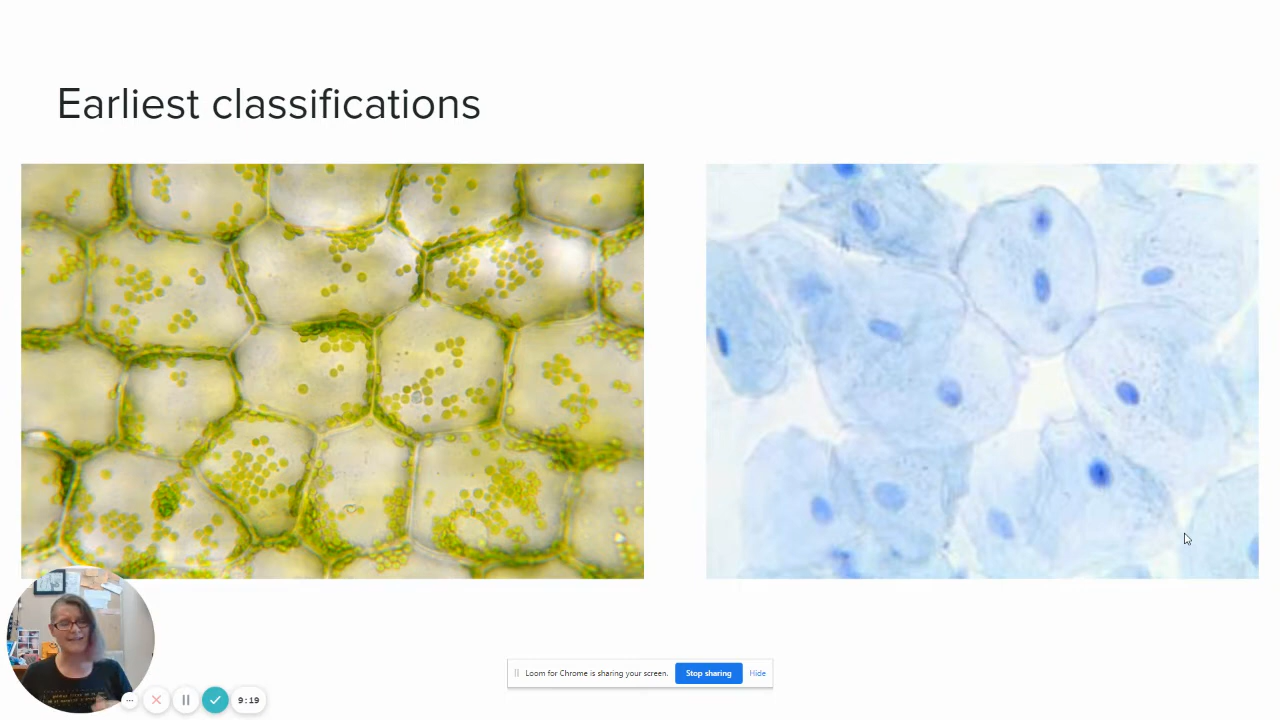 Earliest classifications
Loom for Chrome is sharing your screen.
Stop sharing
Hide
9:19